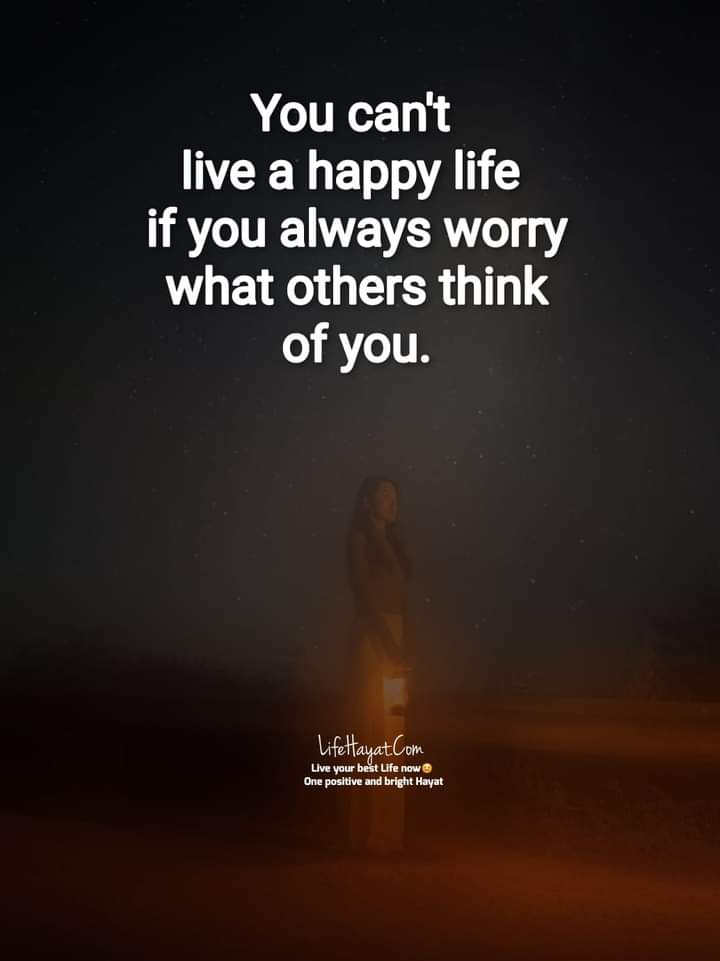 You can't
live a happy life
if you always worry
what others think
of you.
LifeHayat.Com
Live your best Life now😊
One positive and bright Hayat